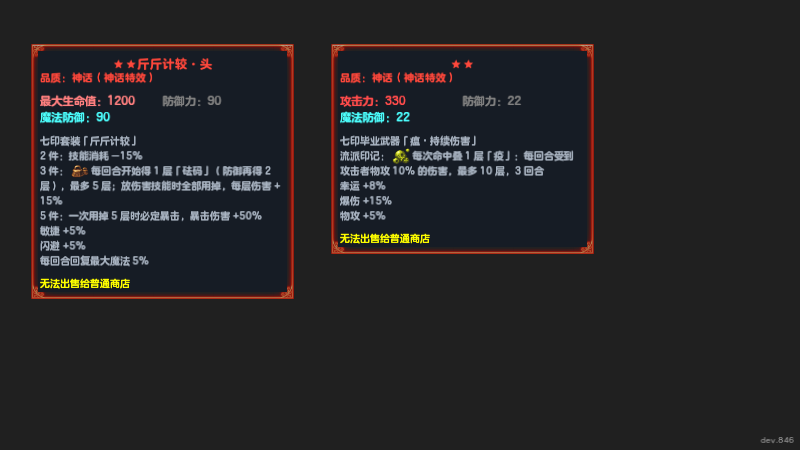 ★★斤斤计较·头
品质：神话（神话特效）
最大生命值：1200 防御力：90
魔法防御：90
七印套装「斤斤计较」
2 件：技能消耗 −15%
3 件：每回合开始得 1 层「砝码」（防御再得 2
层），最多 5 层；放伤害技能时全部用掉，每层伤害 +
15%
5 件：一次用掉 5 层时必定暴击，暴击伤害 +50%
敏捷 +5%
闪避 +5%
每回合回复最大魔法 5%
无法出售给普通商店
★★
品质：神话（神话特效）
攻击力：330 防御力：22
魔法防御：22
七印毕业武器「瘟·持续伤害」
流派印记：每次命中叠 1 层「疫」：每回合受到
攻击者物攻 10% 的伤害，最多 10 层，3 回合
幸运 +8%
爆伤 +15%
物攻 +5%
无法出售给普通商店
dev.846